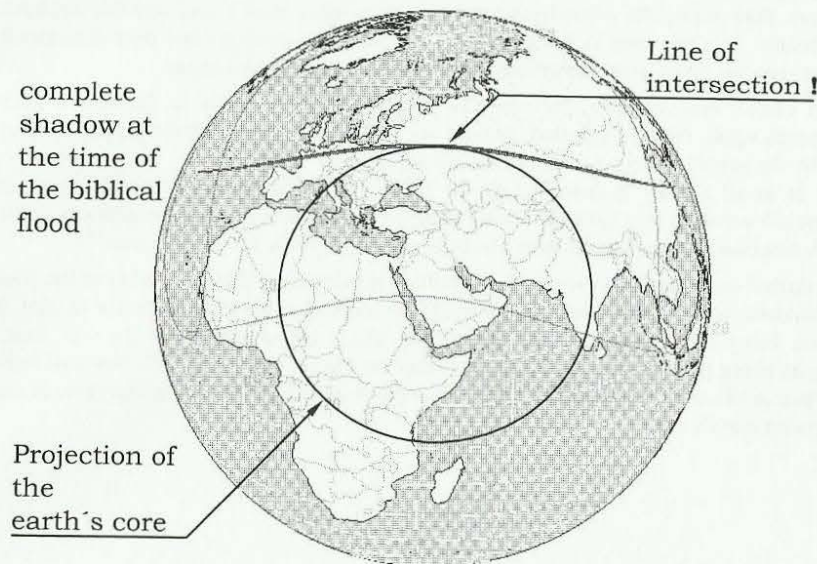 Line of
intersection !
complete
shadow at
the time of
the biblical
flood
Projection of
the
earth´s core